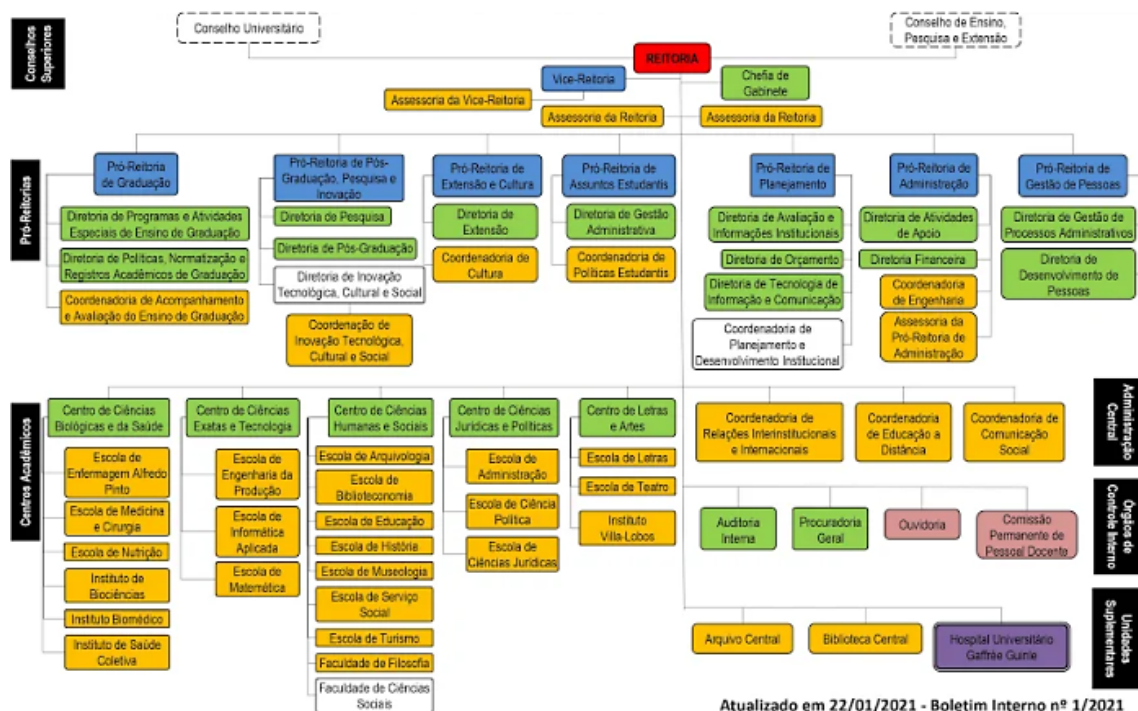 Conselhos
Superiores
Conselho Universitário
Conselho de Ensino,
Pesquisa e Extensão
REITORIA
Vice-Reitoria
Chefia de
Gabinete
Assessoria da Vice-Reitoria
Assessoria da Reitoria
Assessoria da Reitoria
Pró-Reitorias
Pró-Reitoria
de Graduação
Diretoria de Programas e Atividades
Especiais de Ensino de Graduação
Diretoria de Políticas, Normatização e
Registros Acadêmicos de Graduação
Coordenadoria de Acompanhamento
e Avaliação do Ensino de Graduação
Pró-Reitoria de Pós-
Graduação, Pesquisa e
Inovação
Diretoria de Pesquisa
Diretoria de Pós-Graduação
Diretoria de Inovação
Tecnológica, Cultural e Social
Coordenação de
Inovação Tecnológica,
Cultural e Social
Pró-Reitoria de
Extensão e Cultura
Diretoria de
Extensão
Coordenadoria de
Cultura
Pró-Reitoria de
Assuntos Estudantis
Diretoria de Gestão
Administrativa
Coordenadoria de
Políticas Estudantis
Pró-Reitoria de
Planejamento
Diretoria de Avaliação e
Informações Institucionais
Diretoria de Orçamento
Diretoria de Tecnologia de
Informação e Comunicação
Coordenadoria de
Planejamento e
Desenvolvimento Institucional
Pró-Reitoria de
Administração
Diretoria de Atividades
de Apoio
Diretoria Financeira
Coordenadoria
de Engenharia
Assessoria da
Pró-Reitoria de
Administração
Pró-Reitoria de
Gestão de Pessoas
Diretoria de Gestão de
Processos Administrativos
Diretoria de
Desenvolvimento de
Pessoas
Centros Acadêmicos
Centro de Ciências
Biológicas e da Saúde
Escola de
Enfermagem Alfredo
Pinto
Escola de Medicina
e Cirurgia
Escola de Nutrição
Instituto de
Biociências
Instituto Biomédico
Instituto de Saúde
Coletiva
Centro de Ciências
Exatas e Tecnologia
Escola de
Engenharia da
Produção
Escola de
Informática
Aplicada
Escola de
Matemática
Centro de Ciências
Humanas e Sociais
Escola de Arquivologia
Escola de
Biblioteconomia
Escola de Educação
Escola de História
Escola de Museologia
Escola de Serviço
Social
Escola de Turismo
Faculdade de Filosofia
Faculdade de Ciências
Sociais
Centro de Ciências
Jurídicas e Políticas
Escola de
Administração
Escola de Ciência
Política
Escola de
Ciências Jurídicas
Centro de Letras
e Artes
Escola de Letras
Escola de Teatro
Instituto
Villa-Lobos
Administração
Central
Coordenadoria de
Relações Interinstitucionais
e Internacionais
Coordenadoria
de Educação a
Distância
Coordenadoria de
Comunicação
Social
Órgãos de
Controle Interno
Auditoria
Interna
Procuradoria
Geral
Ouvidoria
Comissão
Permanente de
Pessoal Docente
Unidades
Suplementares
Arquivo Central
Biblioteca Central
Hospital Universitário
Gaffrée Guinle
Atualizado em 22/01/2021 - Boletim Interno nº 1/2021